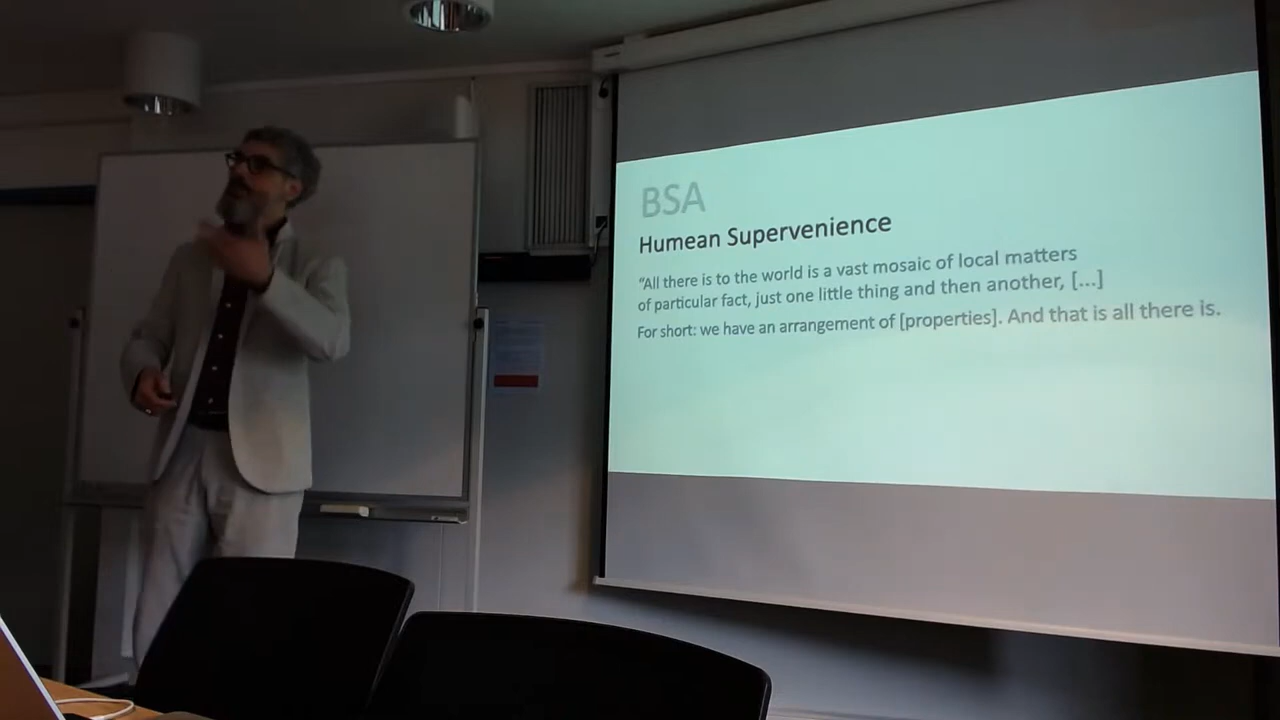 BSA
Humean Supervenience
“All there is to the world is a vast mosaic of local matters
of particular fact, just one little thing and then another, [...]
For short: we have an arrangement of [properties]. And that is all there is.